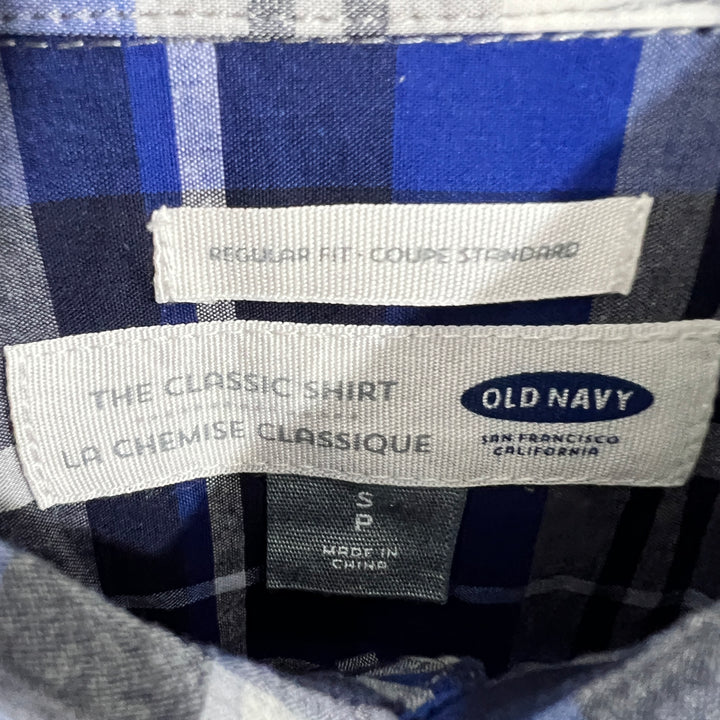 REGULAR FIT · COUPE STANDARD
THE CLASSIC SHIRT
LA CHEMISE CLASSIQUE
OLD NAVY
SAN FRANCISCO
CALIFORNIA
S
P
MADE IN
CHINA